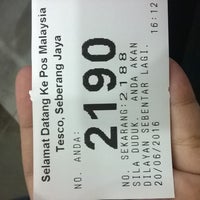 Selamat Datang Ke Pos Malaysia
Tesco, Seberang Jaya
NO. ANDA:
2190
NO. SEKARANG:2188
SILA DUDUK. ANDA AKAN
DILAYAN SEBENTAR LAGI.
20/06/2016 16:12